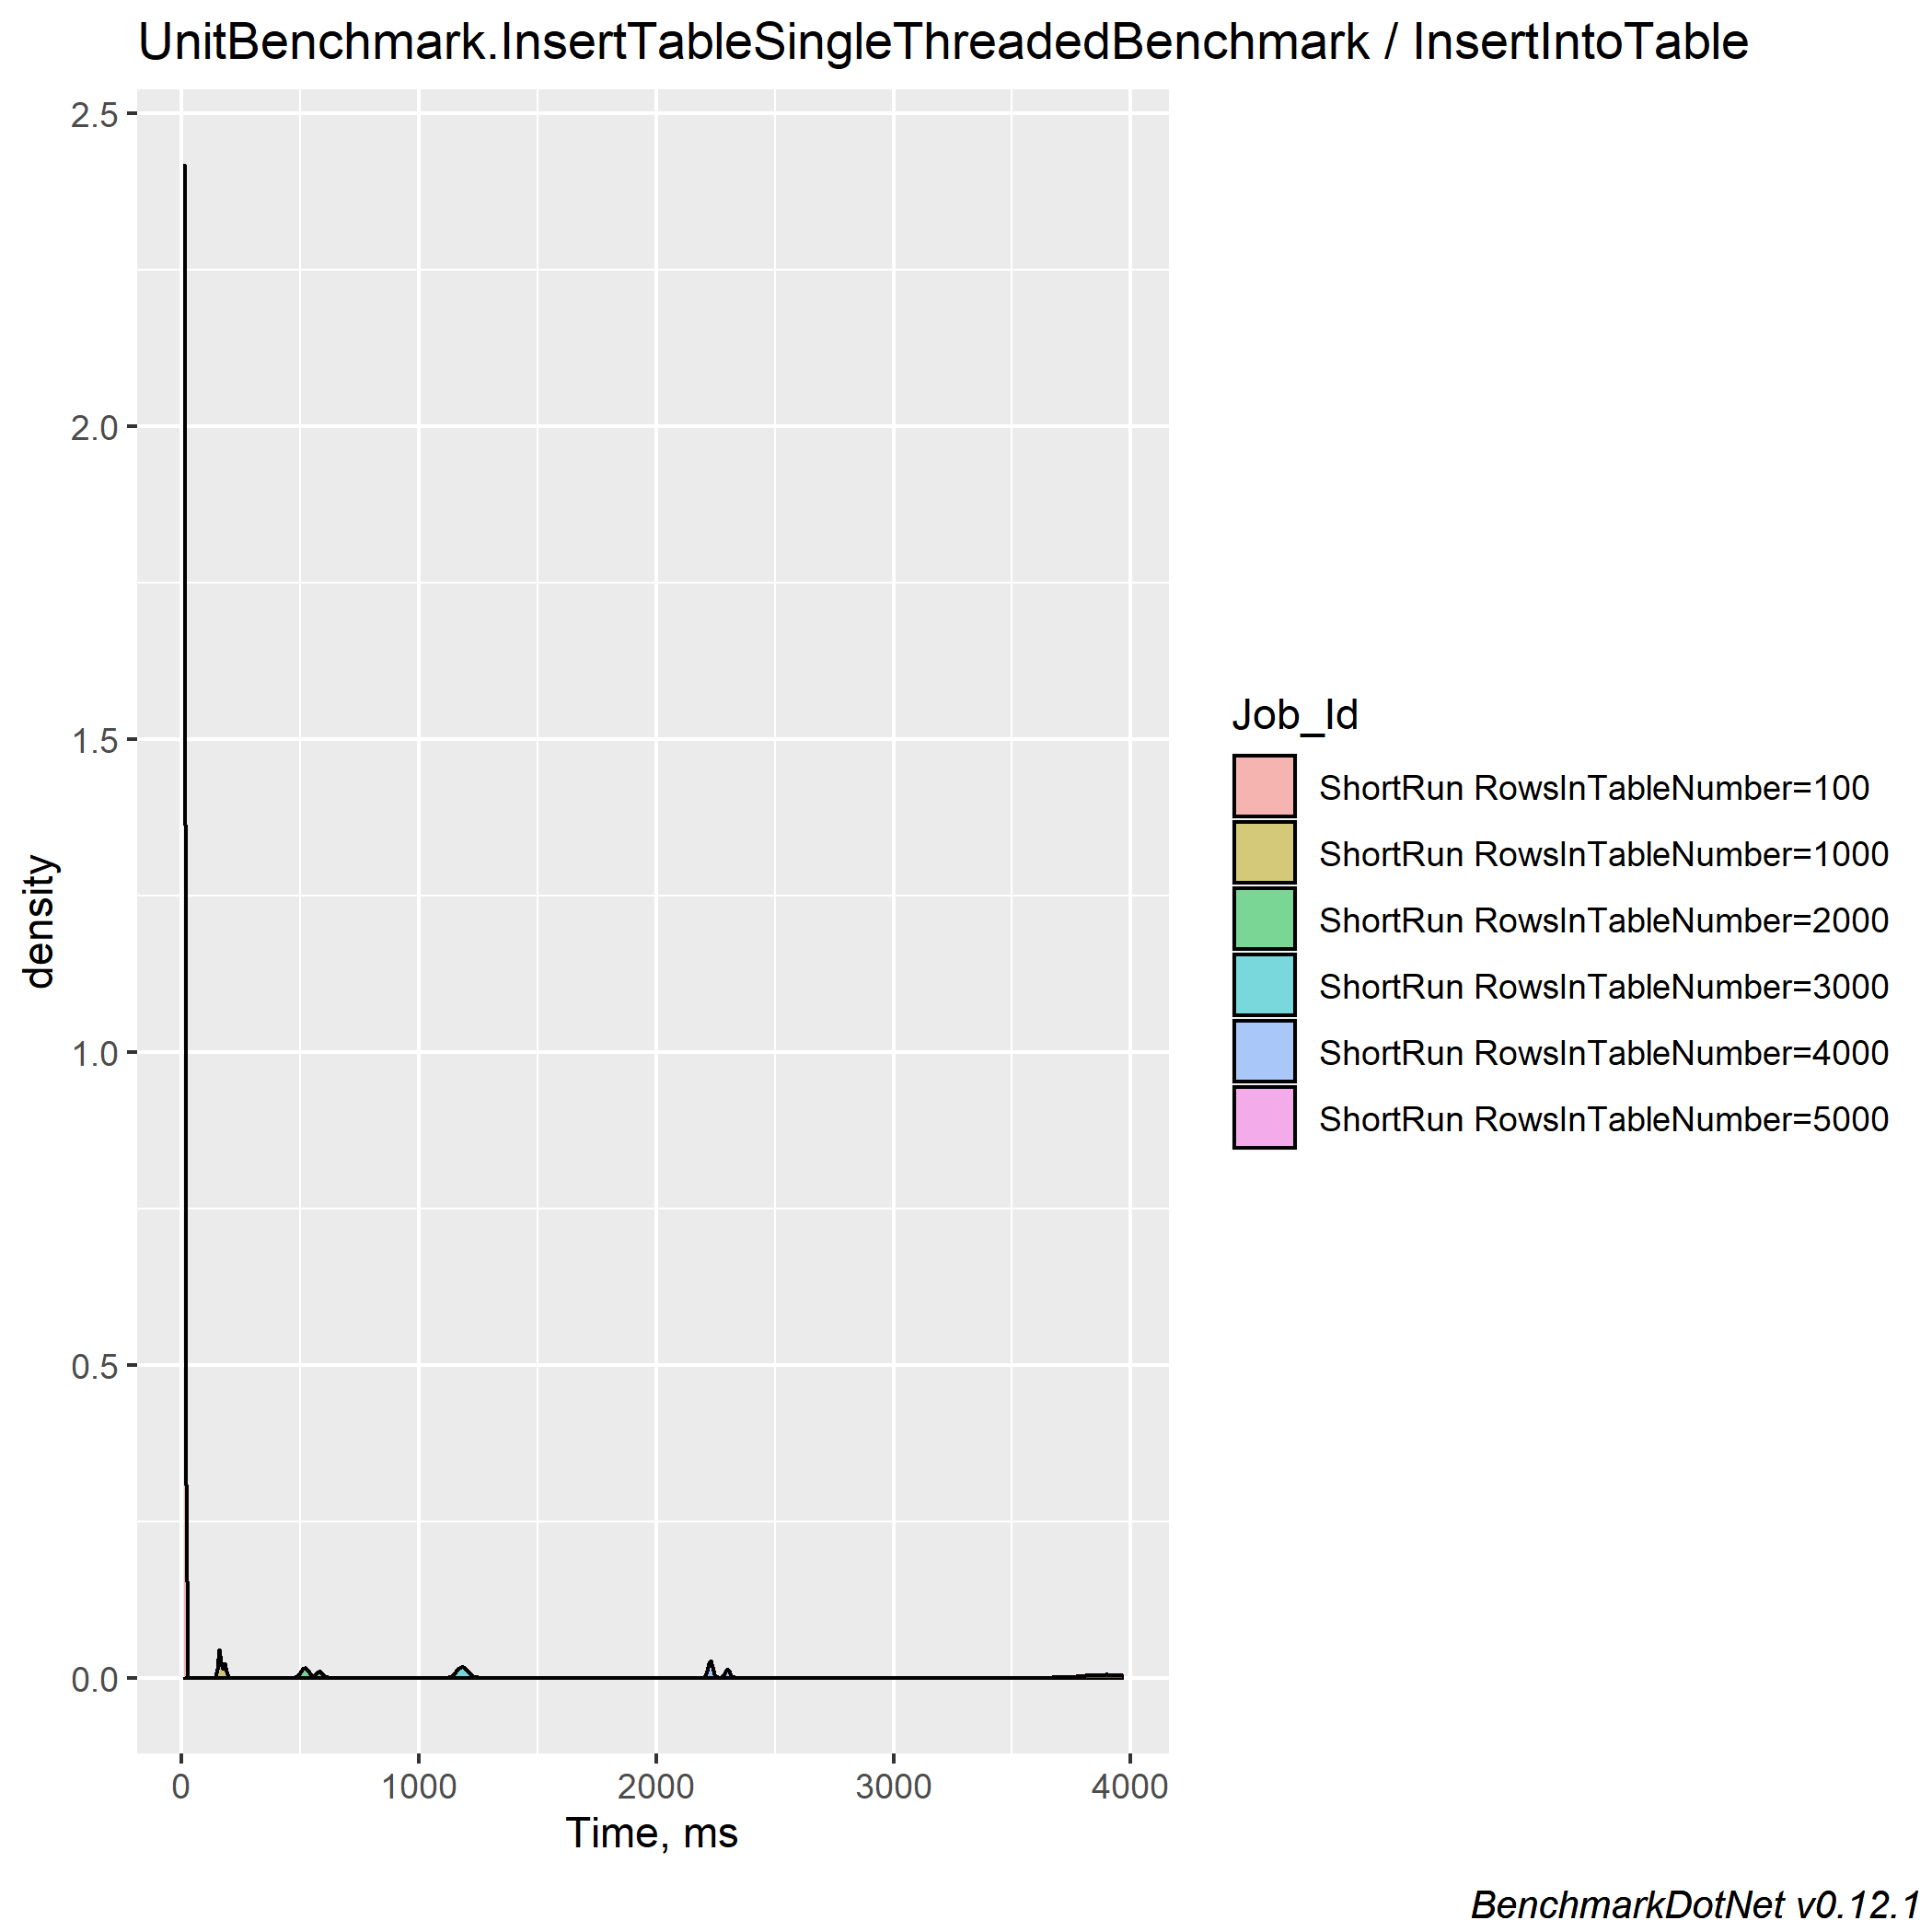 UnitBenchmark.InsertTableSingleThreadedBenchmark / InsertIntoTable
2.5
2.0
1.5
1.0
0.5
0.0
density
0 1000 2000 3000 4000
Time, ms
Job_Id
ShortRun RowsInTableNumber=100
ShortRun RowsInTableNumber=1000
ShortRun RowsInTableNumber=2000
ShortRun RowsInTableNumber=3000
ShortRun RowsInTableNumber=4000
ShortRun RowsInTableNumber=5000
BenchmarkDotNet v0.12.1